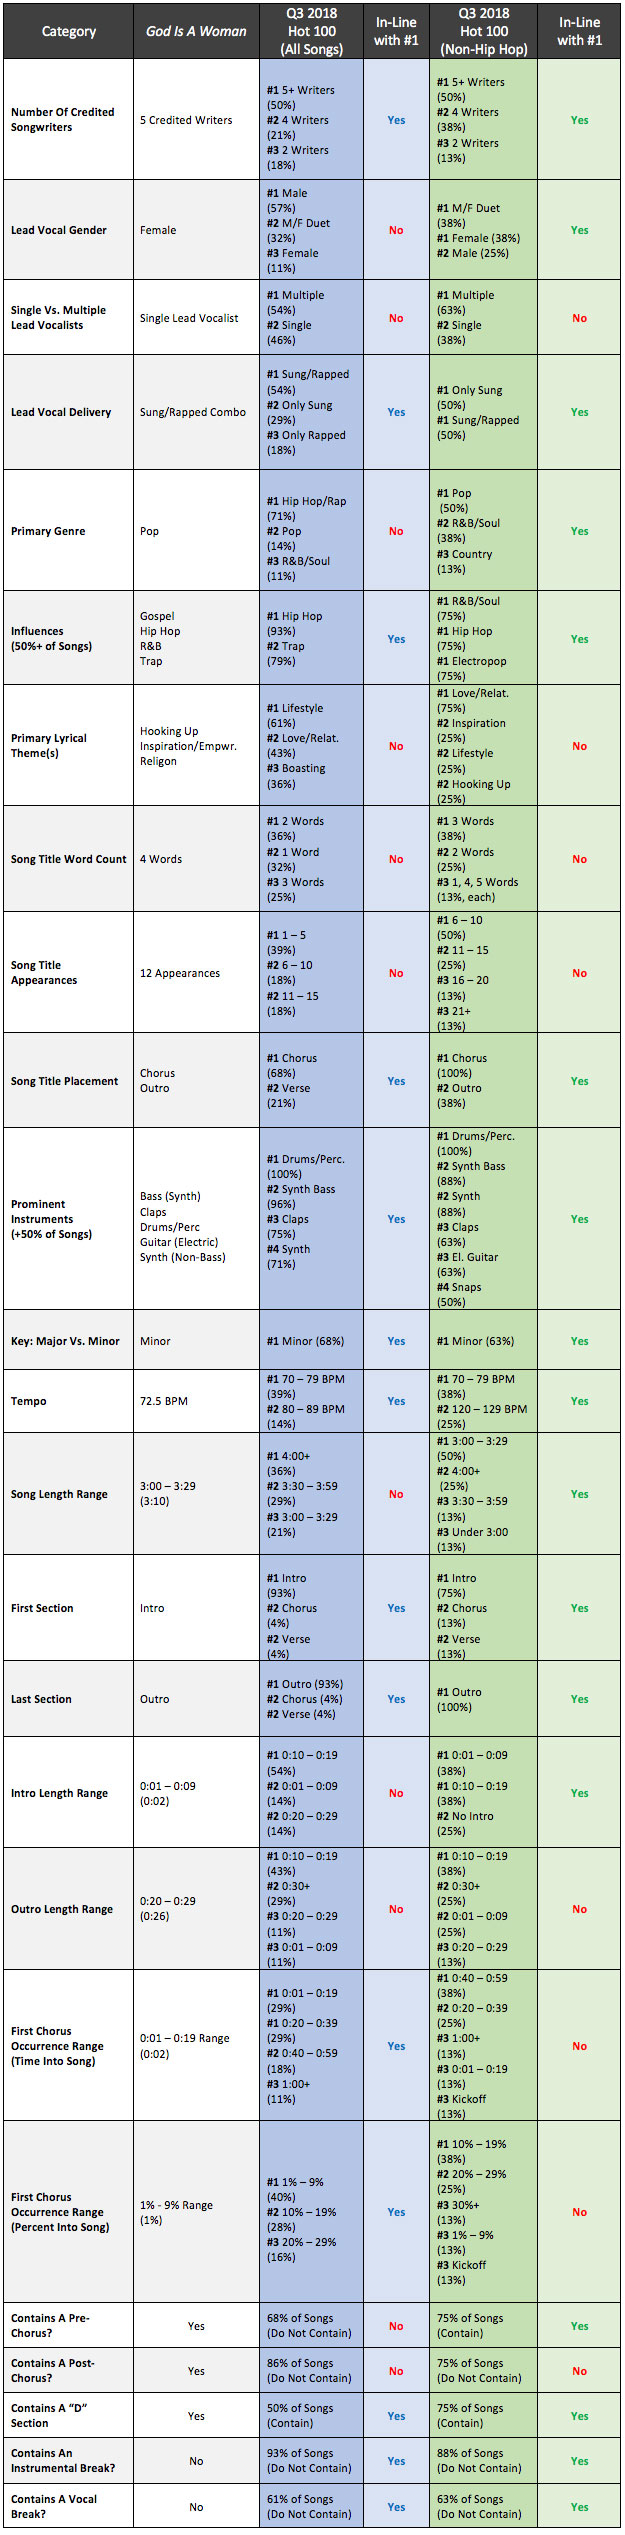 Category
God Is A Woman
Q3 2018
Hot 100
(All Songs)
In-Line
with #1
Q3 2018
Hot 100
(Non-Hip Hop)
In-Line
with #1
Number Of Credited
Songwriters
5 Credited Writers
#1 5+ Writers
(50%)
#2 4 Writers
(21%)
#3 2 Writers
(18%)
Yes
#1 5+ Writers
(50%)
#2 4 Writers
(38%)
#3 2 Writers
(13%)
Yes
Lead Vocal Gender
Female
#1 Male
(57%)
#2 M/F Duet
(32%)
#3 Female
(11%)
No
#1 M/F Duet
(38%)
#1 Female (38%)
#2 Male (25%)
Yes
Single Vs. Multiple
Lead Vocalists
Single Lead Vocalist
#1 Multiple
(54%)
#2 Single
(46%)
No
#1 Multiple
(63%)
#2 Single
(38%)
No
Lead Vocal Delivery
Sung/Rapped Combo
#1 Sung/Rapped
(54%)
#2 Only Sung
(29%)
#3 Only Rapped
(18%)
Yes
#1 Only Sung
(50%)
#1 Sung/Rapped
(50%)
Yes
Primary Genre
Pop
#1 Hip Hop/Rap
(71%)
#2 Pop
(14%)
#3 R&B/Soul
(11%)
No
#1 Pop
(50%)
#2 R&B/Soul
(38%)
#3 Country
(13%)
Yes
Influences
(50%+ of Songs)
Gospel
Hip Hop
R&B
Trap
#1 Hip Hop
(93%)
#2 Trap
(79%)
Yes
#1 R&B/Soul
(75%)
#1 Hip Hop
(75%)
#1 Electropop
(75%)
Yes
Primary Lyrical
Theme(s)
Hooking Up
Inspiration/Empwr.
Religon
#1 Lifestyle
(61%)
#2 Love/Relat.
(43%)
#3 Boasting
(36%)
No
#1 Love/Relat.
(75%)
#2 Inspiration
(25%)
#2 Lifestyle
(25%)
#2 Hooking Up
(25%)
No
Song Title Word Count
4 Words
#1 2 Words
(36%)
#2 1 Word
(32%)
#3 3 Words
(25%)
No
#1 3 Words
(38%)
#2 2 Words
(25%)
#3 1, 4, 5 Words
(13%, each)
No
Song Title
Appearances
12 Appearances
#1 1 – 5
(39%)
#2 6 – 10
(18%)
#2 11 – 15
(18%)
No
#1 6 – 10
(50%)
#2 11 – 15
(25%)
#3 16 – 20
(13%)
#3 21+
(13%)
No
Song Title Placement
Chorus
Outro
#1 Chorus
(68%)
#2 Verse
(21%)
Yes
#1 Chorus
(100%)
#2 Outro
(38%)
Yes
Prominent
Instruments
(+50% of Songs)
Bass (Synth)
Claps
Drums/Perc
Guitar (Electric)
Synth (Non-Bass)
#1 Drums/Perc.
(100%)
#2 Synth Bass
(96%)
#3 Claps
(75%)
#4 Synth
(71%)
Yes
#1 Drums/Perc.
(100%)
#2 Synth Bass
(88%)
#2 Synth
(88%)
#3 Claps
(63%)
#3 El. Guitar
(63%)
#4 Snaps
(50%)
Yes
Key: Major Vs. Minor
Minor
#1 Minor (68%)
Yes
#1 Minor (63%)
Yes
Tempo
72.5 BPM
#1 70 – 79 BPM
(39%)
#2 80 – 89 BPM
(14%)
Yes
#1 70 – 79 BPM
(38%)
#2 120 – 129 BPM
(25%)
Yes
Song Length Range
3:00 – 3:29
(3:10)
#1 4:00+
(36%)
#2 3:30 – 3:59
(29%)
#3 3:00 – 3:29
(21%)
No
#1 3:00 – 3:29
(50%)
#2 4:00+
(25%)
#3 3:30 – 3:59
(13%)
#3 Under 3:00
(13%)
Yes
First Section
Intro
#1 Intro
(93%)
#2 Chorus
(4%)
#2 Verse
(4%)
Yes
#1 Intro
(75%)
#2 Chorus
(13%)
#2 Verse
(13%)
Yes
Last Section
Outro
#1 Outro (93%)
#2 Chorus (4%)
#2 Verse (4%)
Yes
#1 Outro
(100%)
Yes
Intro Length Range
0:01 – 0:09
(0:02)
#1 0:10 – 0:19
(54%)
#2 0:01 – 0:09
(14%)
#2 0:20 – 0:29
(14%)
No
#1 0:01 – 0:09
(38%)
#1 0:10 – 0:19
(38%)
#2 No Intro
(25%)
Yes
Outro Length Range
0:20 – 0:29
(0:26)
#1 0:10 – 0:19
(43%)
#2 0:30+
(29%)
#3 0:20 – 0:29
(11%)
#3 0:01 – 0:09
(11%)
No
#1 0:10 – 0:19
(38%)
#2 0:30+
(25%)
#2 0:01 – 0:09
(25%)
#3 0:20 – 0:29
(13%)
No
First Chorus
Occurrence Range
(Time Into Song)
0:01 – 0:19 Range
(0:02)
#1 0:01 – 0:19
(29%)
#1 0:20 – 0:39
(29%)
#2 0:40 – 0:59
(18%)
#3 1:00+
(11%)
Yes
#1 0:40 – 0:59
(38%)
#2 0:20 – 0:39
(25%)
#3 1:00+
(13%)
#3 0:01 – 0:19
(13%)
#3 Kickoff
(13%)
No
First Chorus
Occurrence Range
(Percent Into Song)
1% - 9% Range
(1%)
#1 1% – 9%
(40%)
#2 10% – 19%
(28%)
#3 20% – 29%
(16%)
Yes
#1 10% – 19%
(38%)
#2 20% – 29%
(25%)
#3 30%+
(13%)
#3 1% – 9%
(13%)
#3 Kickoff
(13%)
No
Contains A Pre-
Chorus?
Yes
68% of Songs
(Do Not Contain)
No
75% of Songs
(Contain)
Yes
Contains A Post-
Chorus?
Yes
86% of Songs
(Do Not Contain)
No
75% of Songs
(Do Not Contain)
No
Contains A “D”
Section
Yes
50% of Songs
(Contain)
Yes
75% of Songs
(Contain)
Yes
Contains An
Instrumental Break?
No
93% of Songs
(Do Not Contain)
Yes
88% of Songs
(Do Not Contain)
Yes
Contains A Vocal
Break?
No
61% of Songs
(Do Not Contain)
Yes
63% of Songs
(Do Not Contain)
Yes